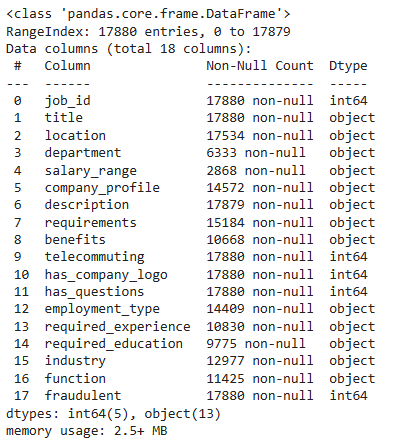 <class 'pandas.core.frame.DataFrame'>
RangeIndex: 17880 entries, 0 to 17879
Data columns (total 18 columns):
 #   Column               Non-Null Count  Dtype
---  ------               --------------  -----
 0   job_id               17880 non-null  int64
 1   title                17880 non-null  object
 2   location             17534 non-null  object
 3   department           6333 non-null   object
 4   salary_range         2868 non-null   object
 5   company_profile      14572 non-null  object
 6   description          17879 non-null  object
 7   requirements         15184 non-null  object
 8   benefits             10668 non-null  object
 9   telecommuting        17880 non-null  int64
 10  has_company_logo     17880 non-null  int64
 11  has_questions        17880 non-null  int64
 12  employment_type      14409 non-null  object
 13  required_experience  10830 non-null  object
 14  required_education   9775 non-null   object
 15  industry             12977 non-null  object
 16  function             11425 non-null  object
 17  fraudulent           17880 non-null  int64
dtypes: int64(5), object(13)
memory usage: 2.5+ MB